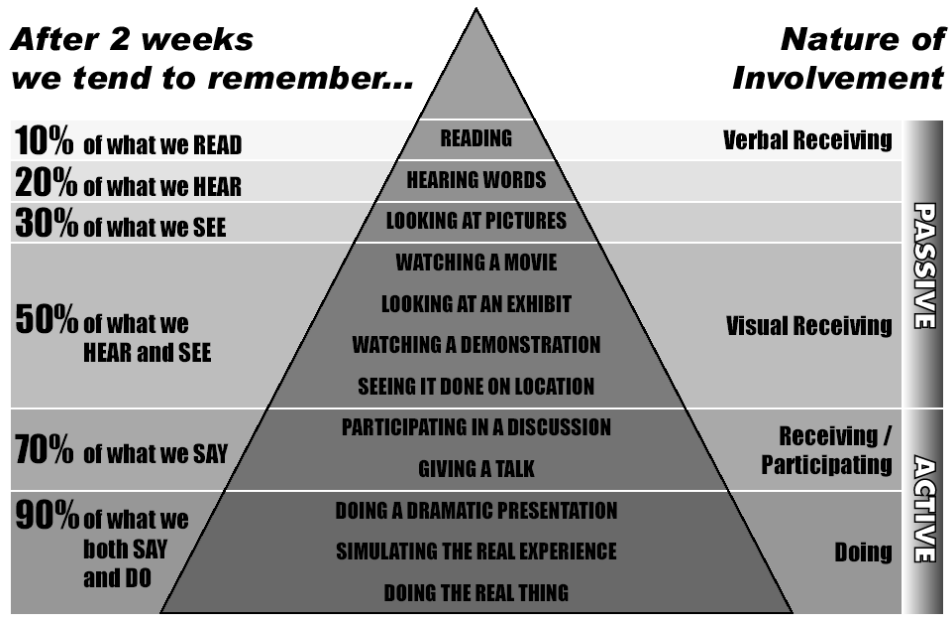 After 2 weeks
we tend to remember...
Nature of
Involvement
10% of what we READ
READING
Verbal Receiving
20% of what we HEAR
HEARING WORDS
30% of what we SEE
LOOKING AT PICTURES
50% of what we
HEAR and SEE
WATCHING A MOVIE
LOOKING AT AN EXHIBIT
WATCHING A DEMONSTRATION
SEEING IT DONE ON LOCATION
Visual Receiving
PASSIVE
70% of what we SAY
PARTICIPATING IN A DISCUSSION
GIVING A TALK
Receiving /
Participating
90% of what we
both SAY
and DO
DOING A DRAMATIC PRESENTATION
SIMULATING THE REAL EXPERIENCE
DOING THE REAL THING
Doing
ACTIVE